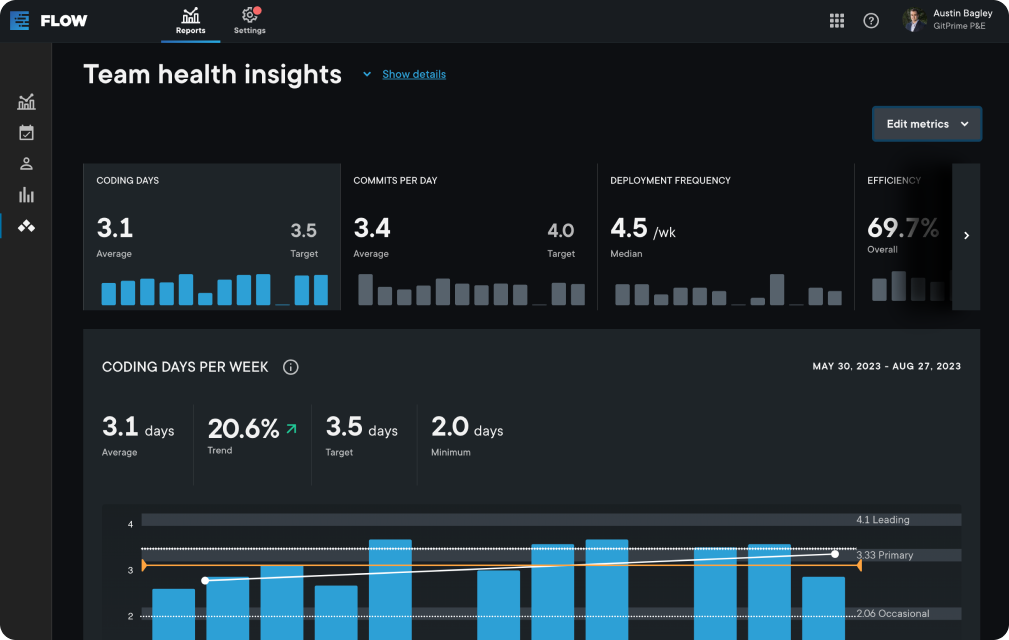 FLOW
Reports
Settings
Austin Bagley
GitPrime P&E
Team health insights
Show details
Edit metrics
CODING DAYS
3.1
Average
3.5
Target
COMMITS PER DAY
3.4
Average
4.0
Target
DEPLOYMENT FREQUENCY
4.5 /wk
Median
EFFICIENCY
69.7%
Overall
CODING DAYS PER WEEK
MAY 30, 2023 - AUG 27, 2023
3.1 days
Average
20.6%
Trend
3.5 days
Target
2.0 days
Minimum
4
4.1 Leading
3.33 Primary
3
2
2.06 Occasional